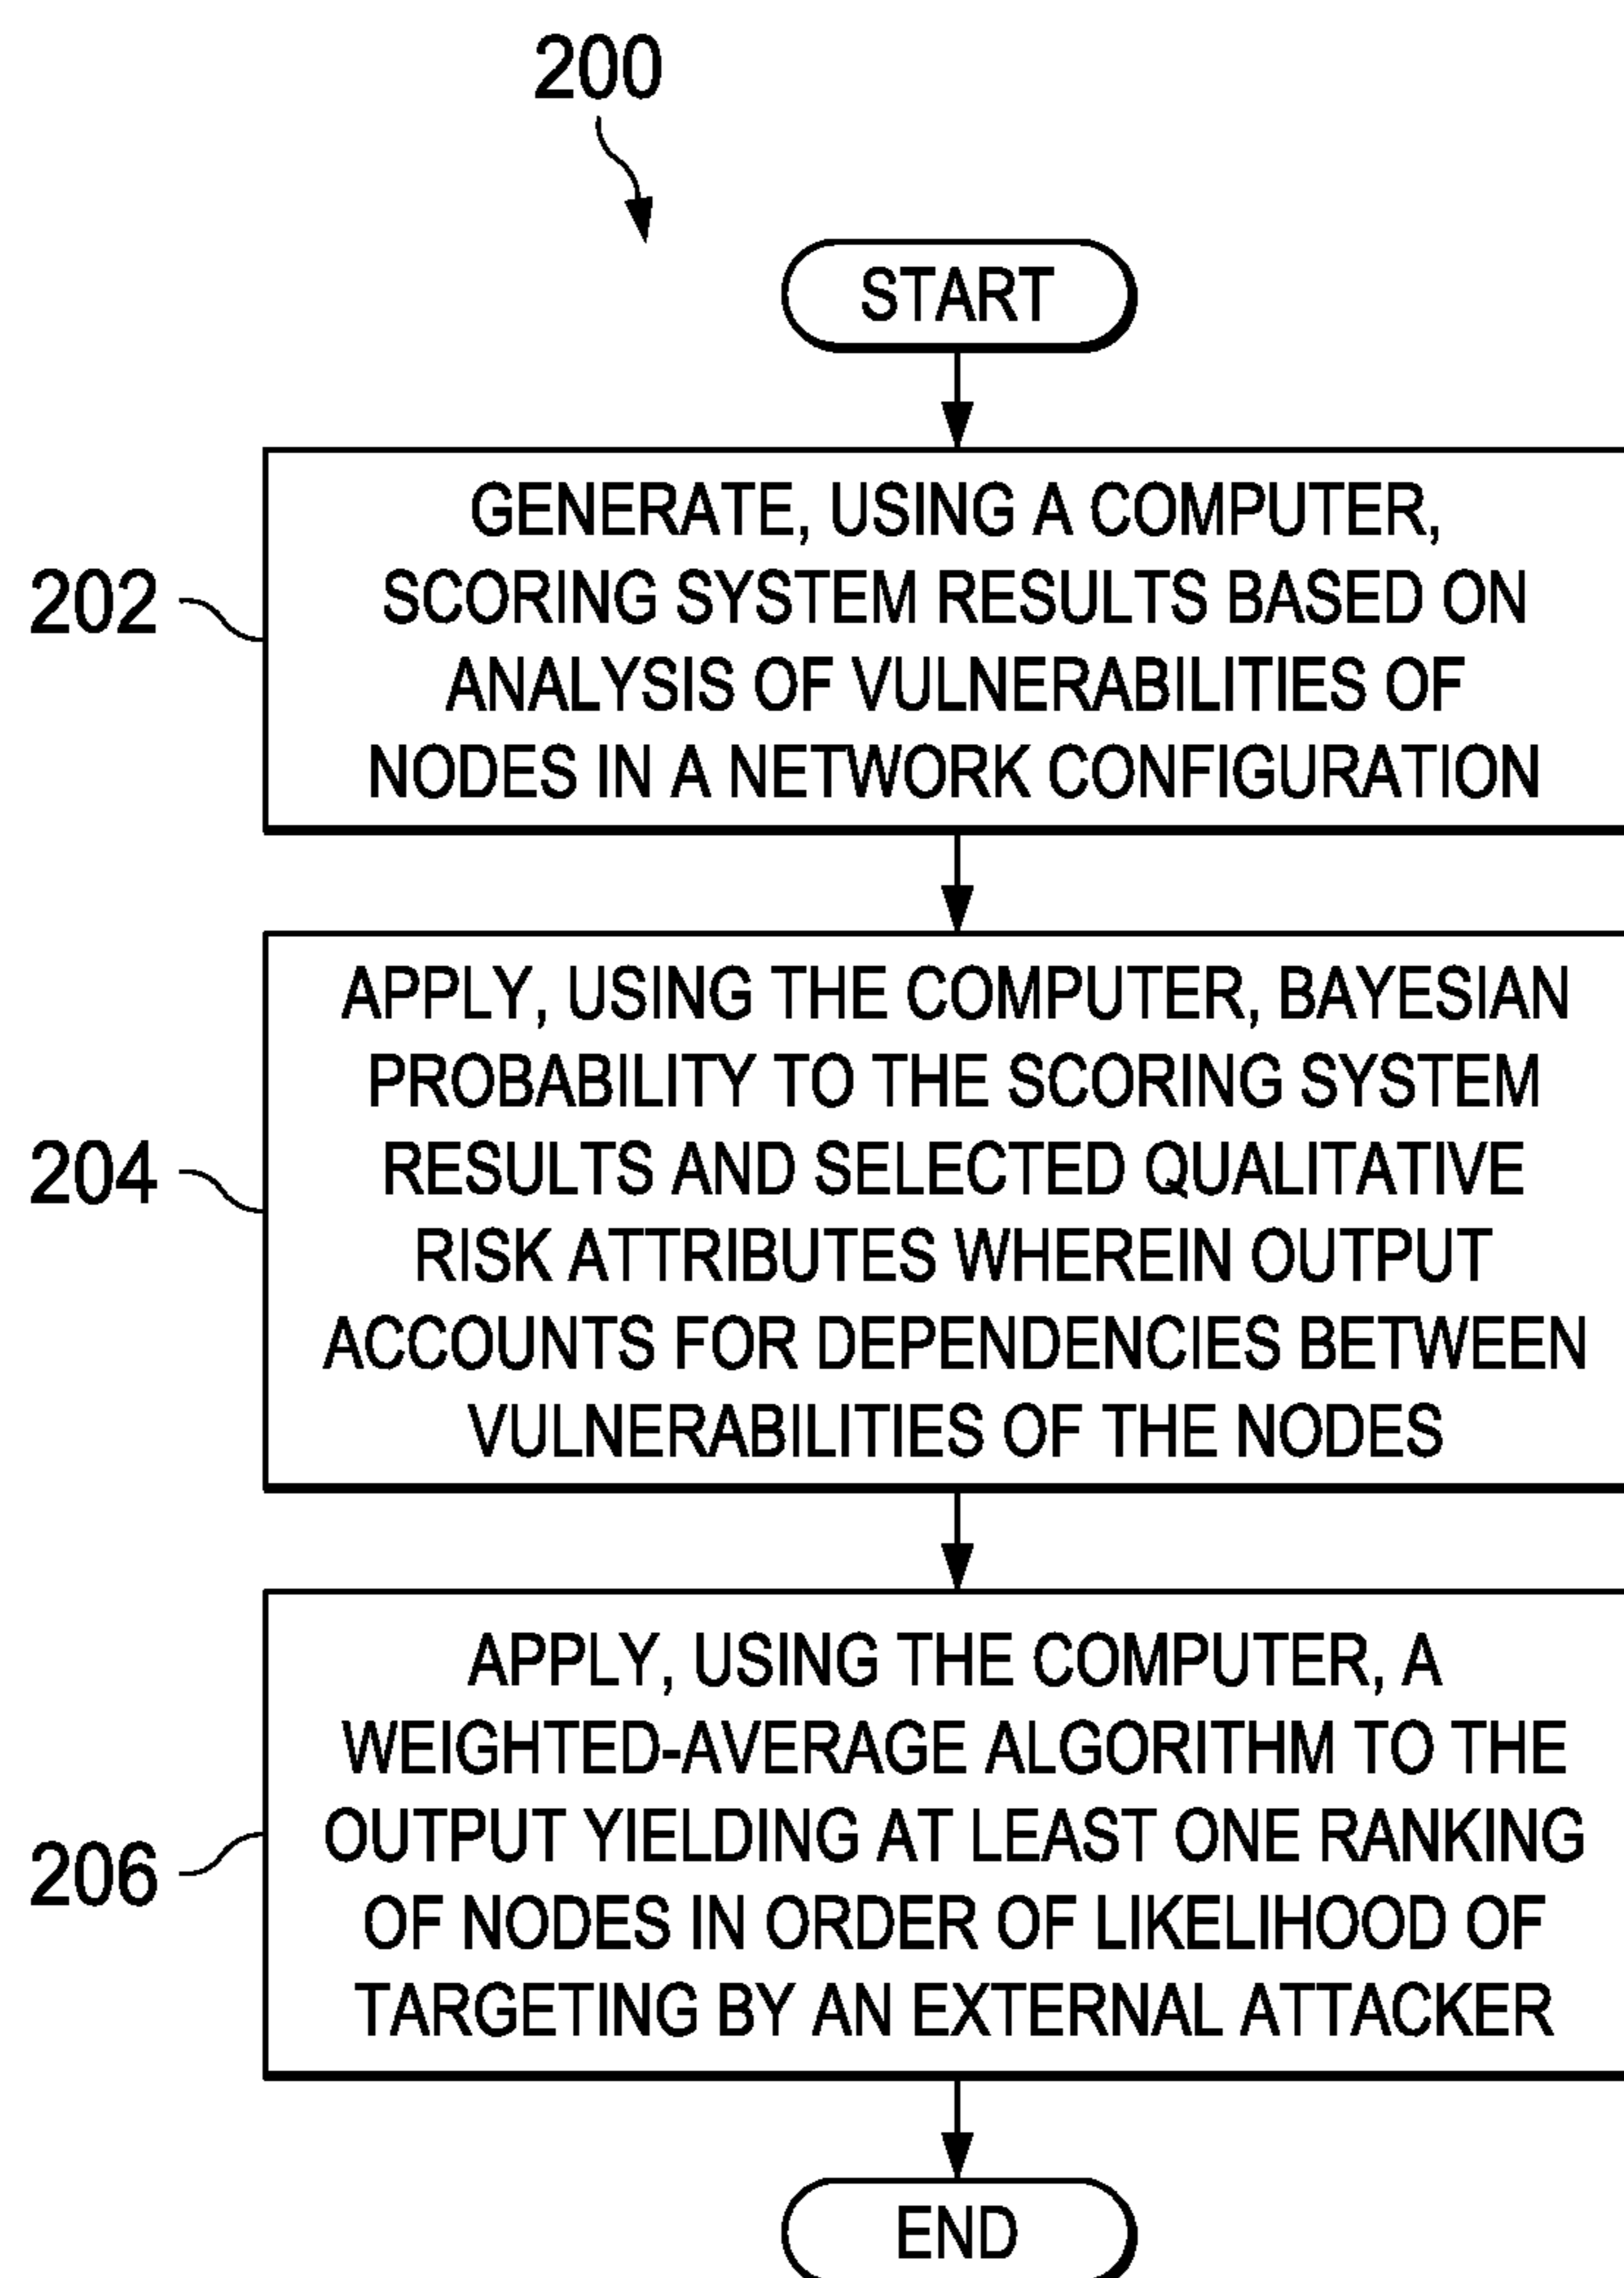 200
START
202
GENERATE, USING A COMPUTER,
SCORING SYSTEM RESULTS BASED ON
ANALYSIS OF VULNERABILITIES OF
NODES IN A NETWORK CONFIGURATION
204
APPLY, USING THE COMPUTER, BAYESIAN
PROBABILITY TO THE SCORING SYSTEM
RESULTS AND SELECTED QUALITATIVE
RISK ATTRIBUTES WHEREIN OUTPUT
ACCOUNTS FOR DEPENDENCIES BETWEEN
VULNERABILITIES OF THE NODES
206
APPLY, USING THE COMPUTER, A
WEIGHTED-AVERAGE ALGORITHM TO THE
OUTPUT YIELDING AT LEAST ONE RANKING
OF NODES IN ORDER OF LIKELIHOOD OF
TARGETING BY AN EXTERNAL ATTACKER
END